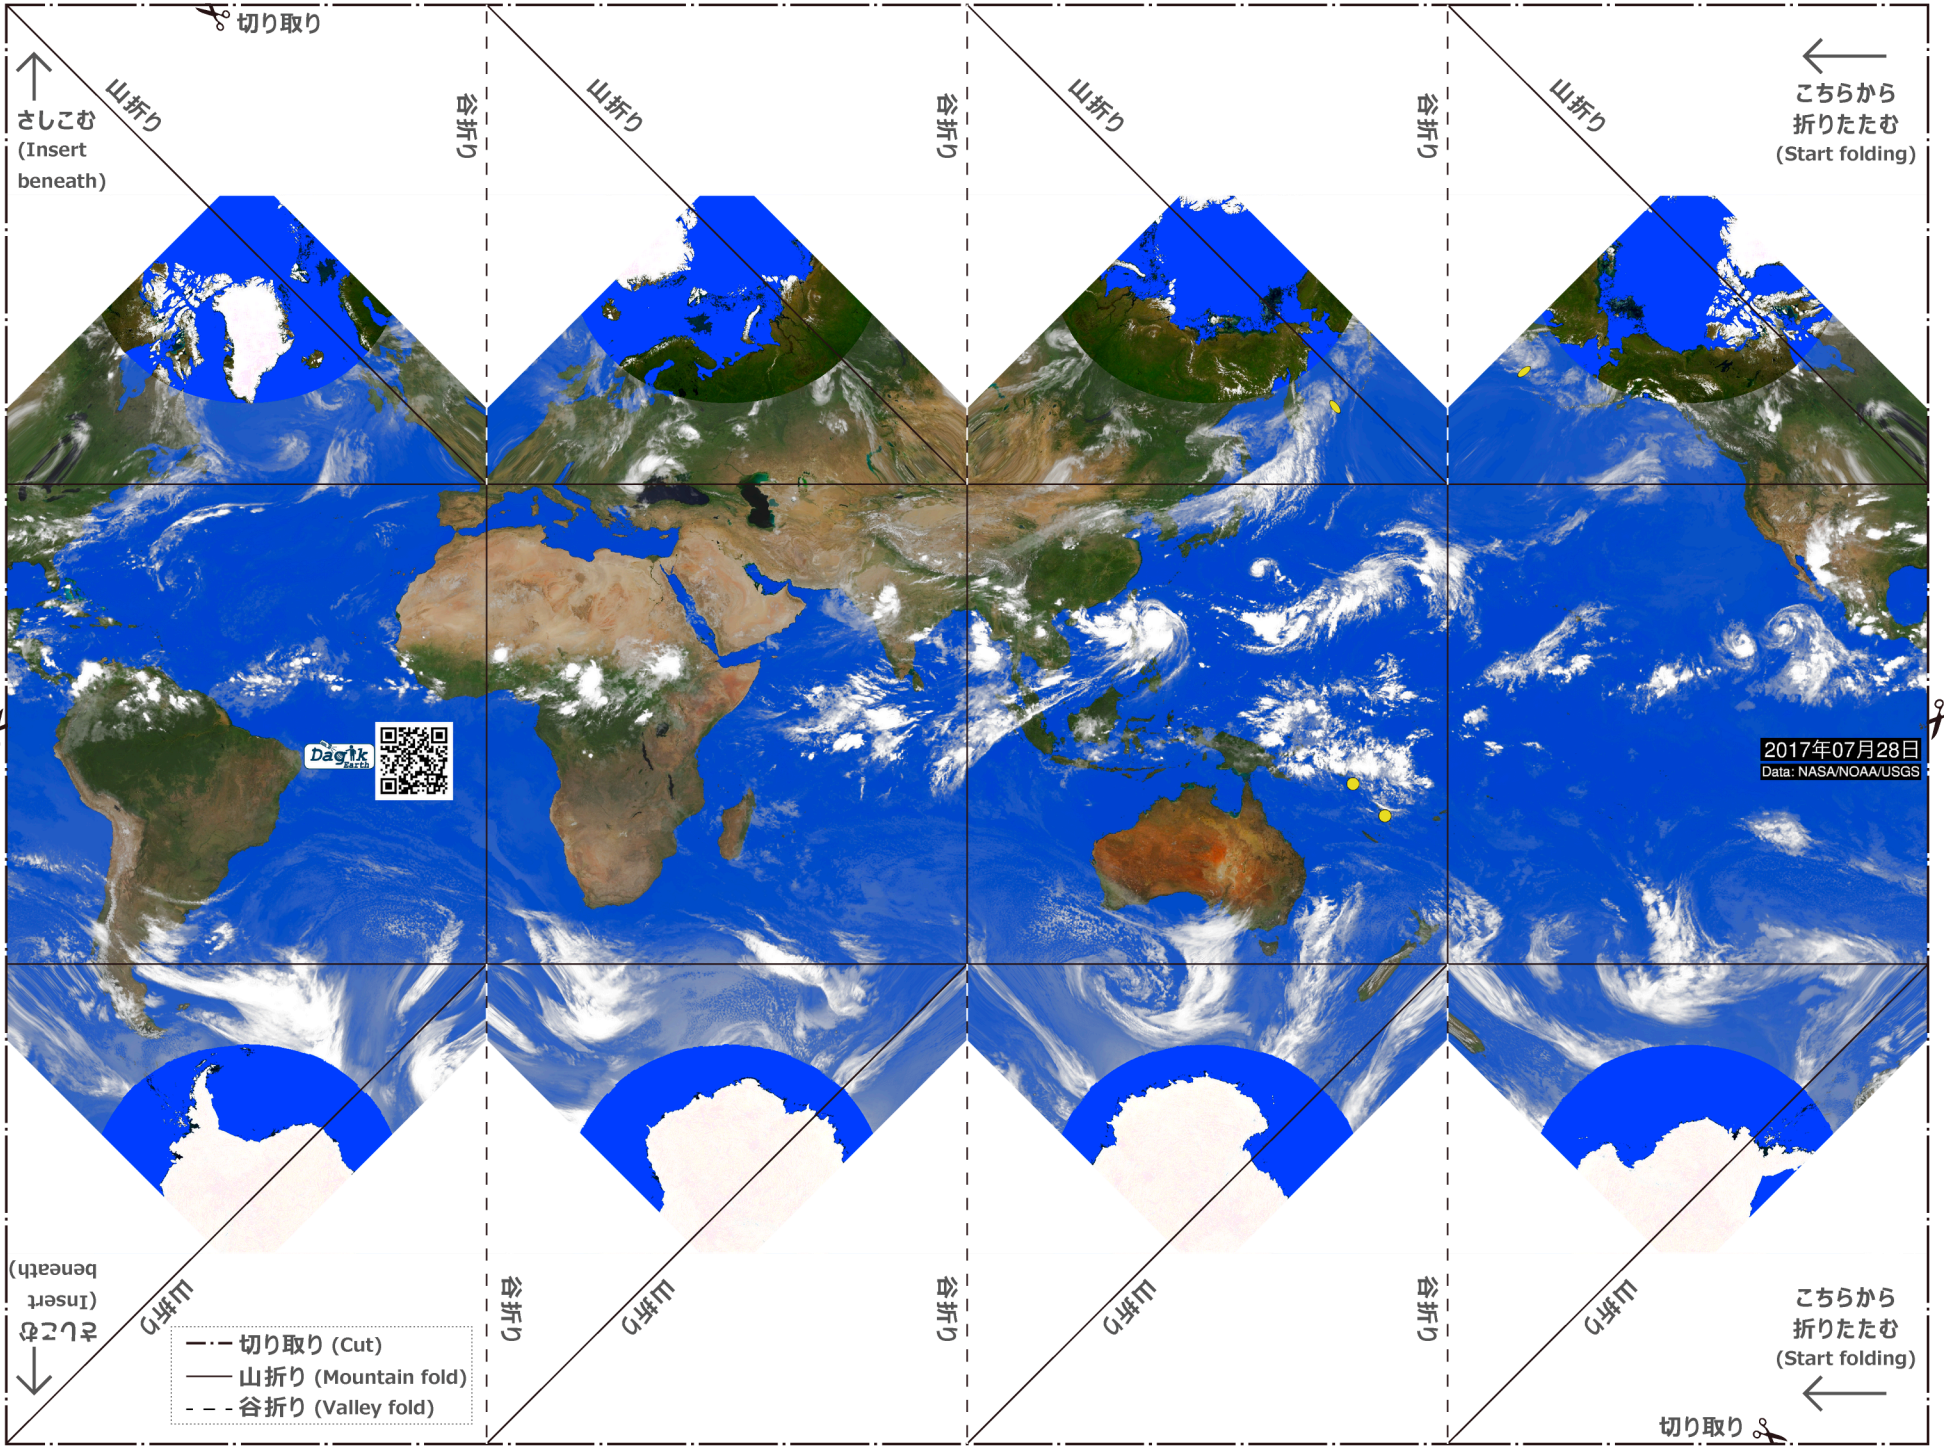 切り取り
山折り
谷折り
山折り
谷折り
山折り
谷折り
山折り
さしこむ
(Insert
beneath)
こちらから
折りたたむ
(Start folding)
Dagik
Earth
2017年07月28日
Data: NASA/NOAA/USGS
さしこむ
(Insert
beneath)
山折り
谷折り
山折り
谷折り
山折り
谷折り
山折り
こちらから
折りたたむ
(Start folding)
切り取り (Cut)
山折り (Mountain fold)
谷折り (Valley fold)
切り取り